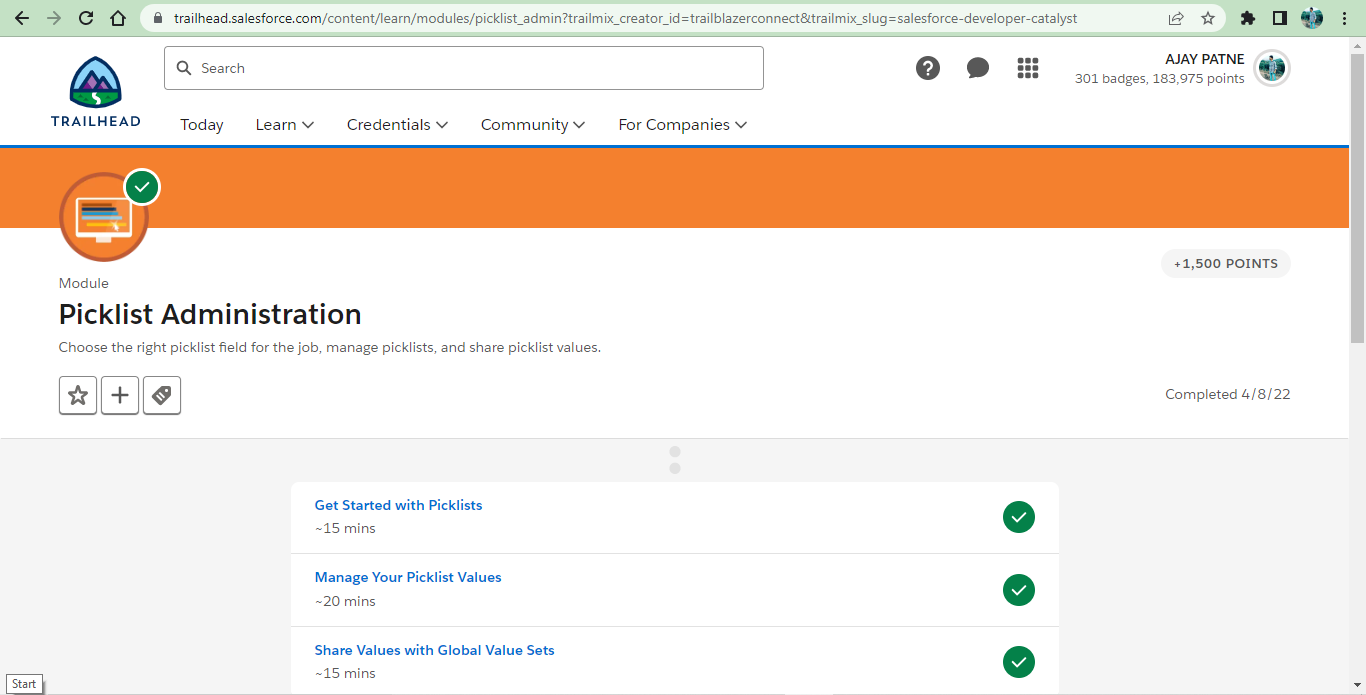 trailhead.salesforce.com/content/learn/modules/picklist_admin?trailmix_creator_id=trailblazerconnect&trailmix_slug=salesforce-developer-catalyst
TRAILHEAD
Search
AJAY PATNE
301 badges, 183,975 points
Today Learn Credentials Community For Companies
+1,500 POINTS
Module
Picklist Administration
Choose the right picklist field for the job, manage picklists, and share picklist values.
Completed 4/8/22
Get Started with Picklists
~15 mins
Manage Your Picklist Values
~20 mins
Share Values with Global Value Sets
~15 mins
Start